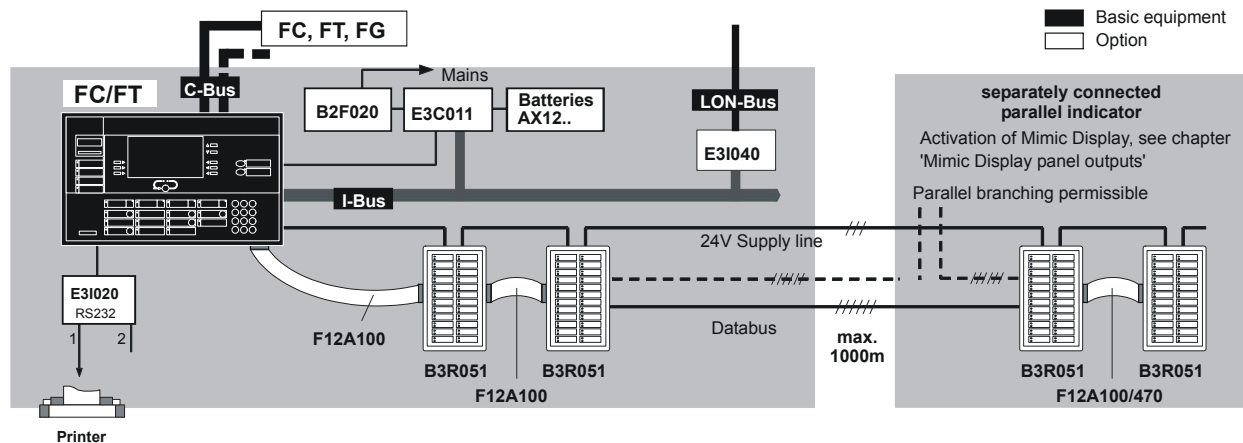 FC, FT, FG
Basic equipment
Option
Mains
FC/FT
C-Bus
B2F020
E3C011
Batteries
AX12..
LON-Bus
E3I040
separately connected
parallel indicator
Activation of Mimic Display, see chapter
'Mimic Display panel outputs'
Parallel branching permissible
I-Bus
24V Supply line
E3I020
RS232
1
2
F12A100
Databus
max.
1000m
B3R051
B3R051
F12A100
B3R051
B3R051
F12A100/470
Printer